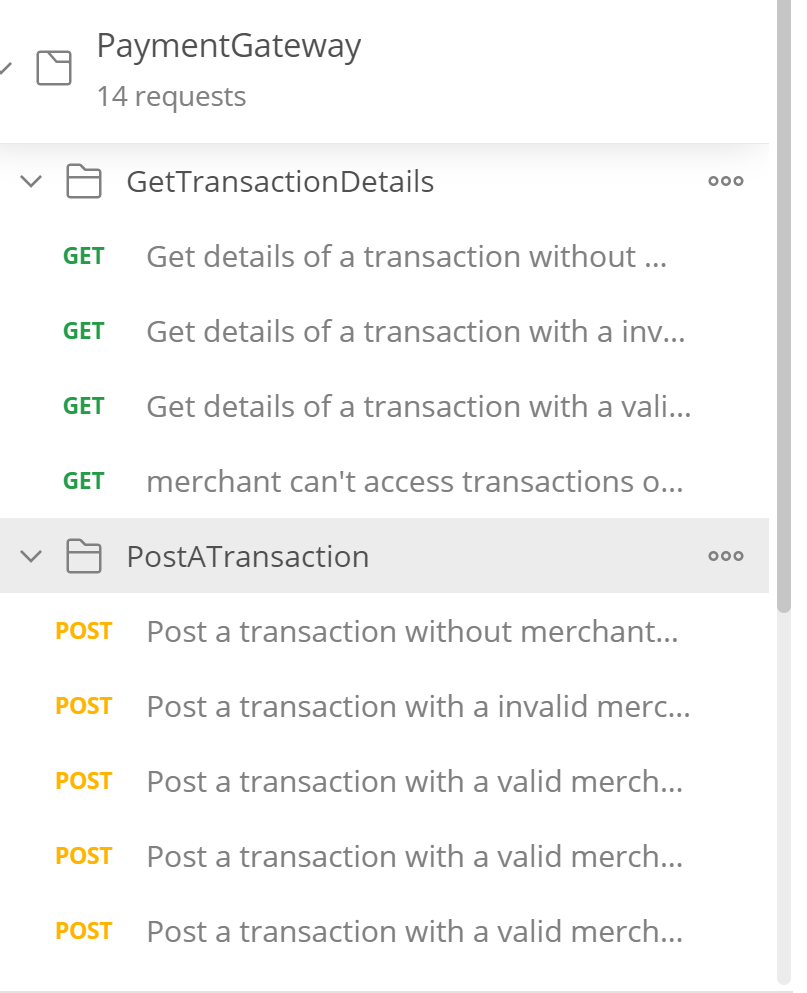 PaymentGateway
14 requests
GetTransactionDetails
GET Get details of a transaction without ...
GET Get details of a transaction with a inv...
GET Get details of a transaction with a vali...
GET merchant can't access transactions o...
PostATransaction
POST Post a transaction without merchant...
POST Post a transaction with a invalid merc...
POST Post a transaction with a valid merch...
POST Post a transaction with a valid merch...
POST Post a transaction with a valid merch...